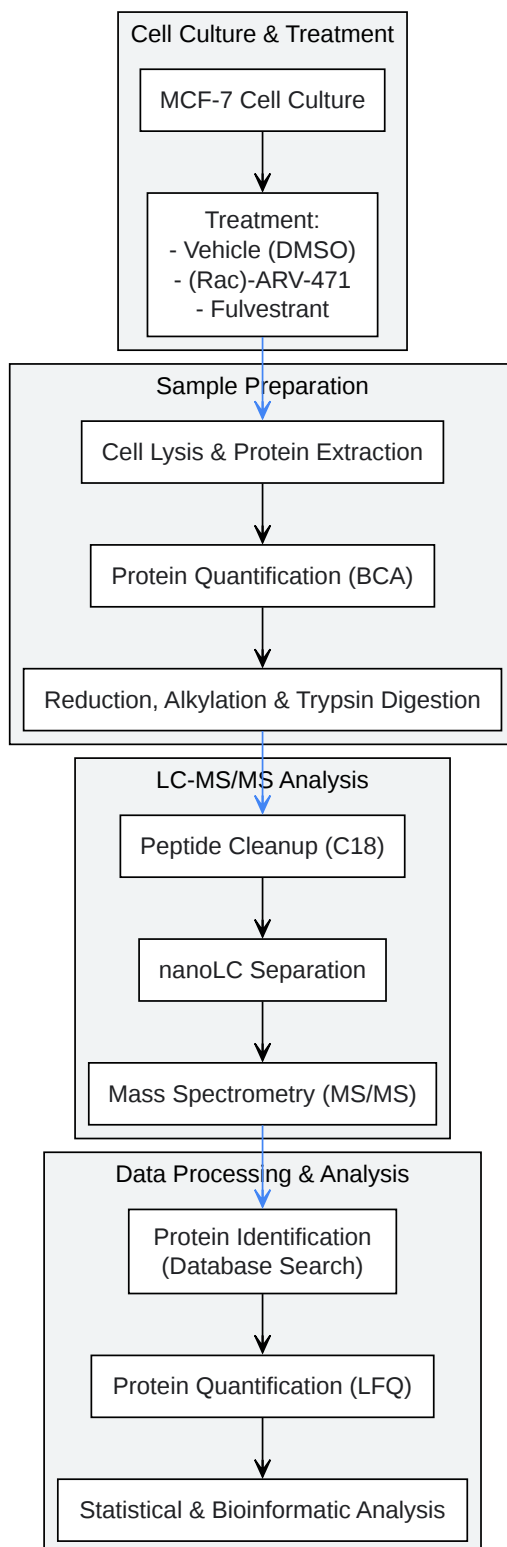 Cell Culture & Treatment
MCF-7 Cell Culture
Treatment:
- Vehicle (DMSO)
- (Rac)-ARV-471
- Fulvestrant
Sample Preparation
Cell Lysis & Protein Extraction
Protein Quantification (BCA)
Reduction, Alkylation & Trypsin Digestion
LC-MS/MS Analysis
Peptide Cleanup (C18)
nanoLC Separation
Mass Spectrometry (MS/MS)
Data Processing & Analysis
Protein Identification
(Database Search)
Protein Quantification (LFQ)
Statistical & Bioinformatic Analysis